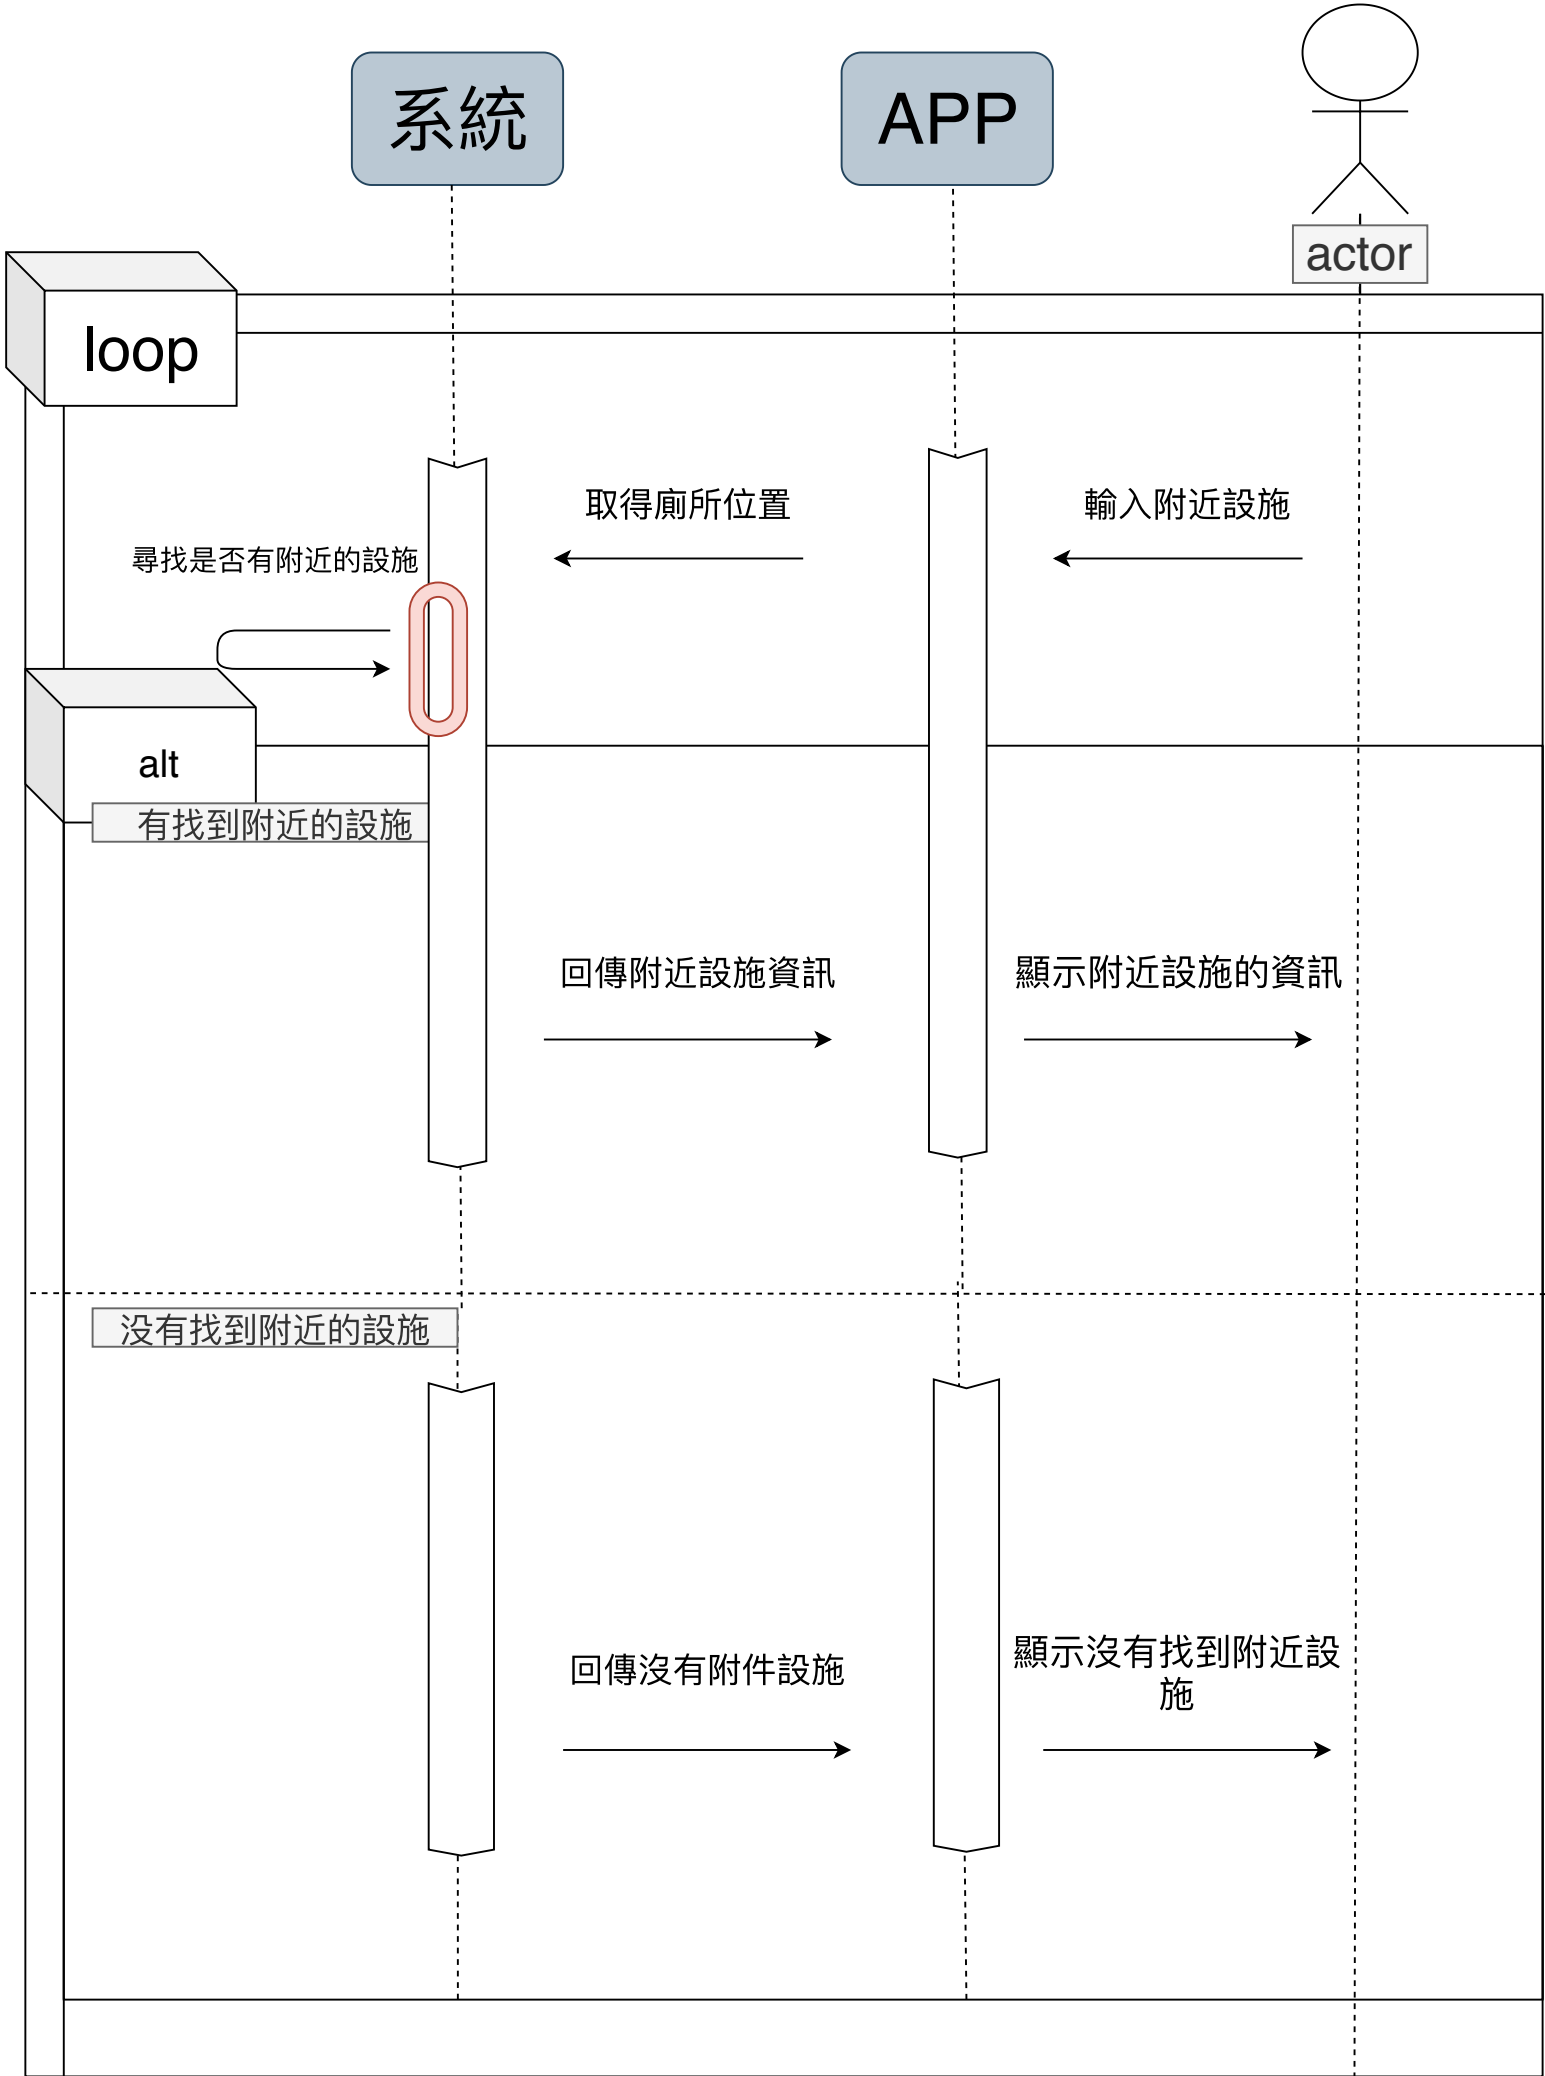 系統
APP
actor
loop
取得廁所位置
輸入附近設施
尋找是否有附近的設施
alt
有找到附近的設施
回傳附近設施資訊
顯示附近設施的資訊
没有找到附近的設施
回傳沒有附件設施
顯示沒有找到附近設
施